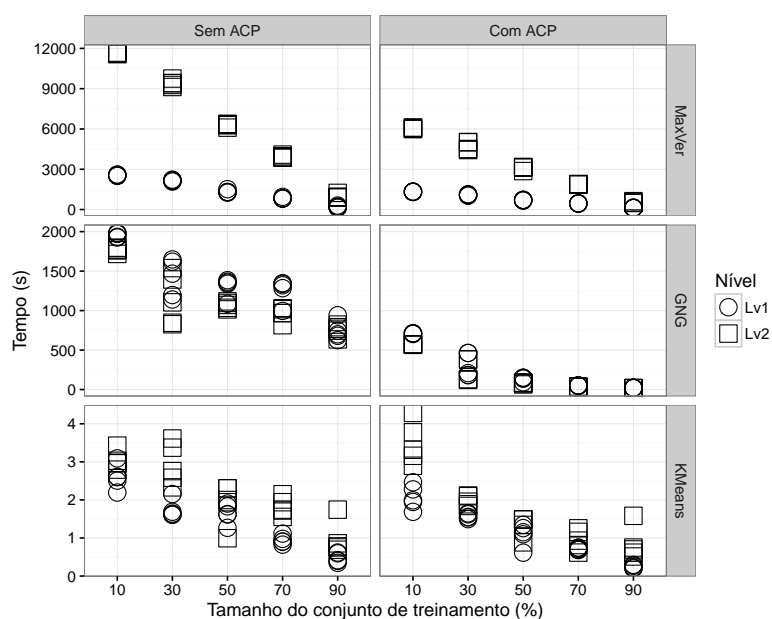 Sem ACP
Com ACP
12000
9000
6000
3000
0
MaxVer
2000
1500
1000
500
0
GNG
4
3
2
1
0
KMeans
10
30
50
70
90
10
30
50
70
90
Tempo (s)
Tamanho do conjunto de treinamento (%)
Nível
Lv1
Lv2